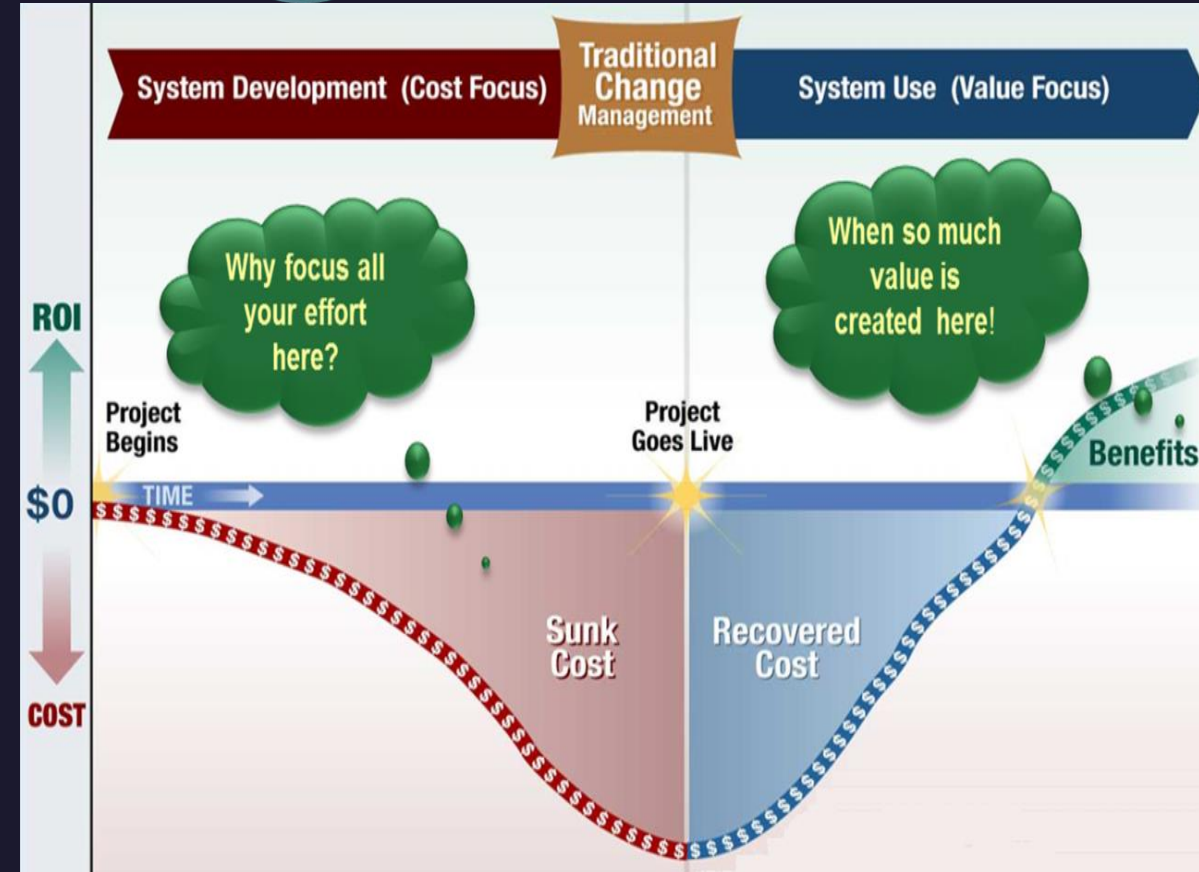 System Development (Cost Focus)
Traditional
Change
Management
System Use (Value Focus)
Why focus all
your effort
here?
When so much
value is
created here!
ROI
$0
COST
Project
Begins
TIME
Project
Goes Live
Benefits
Sunk
Cost
Recovered
Cost